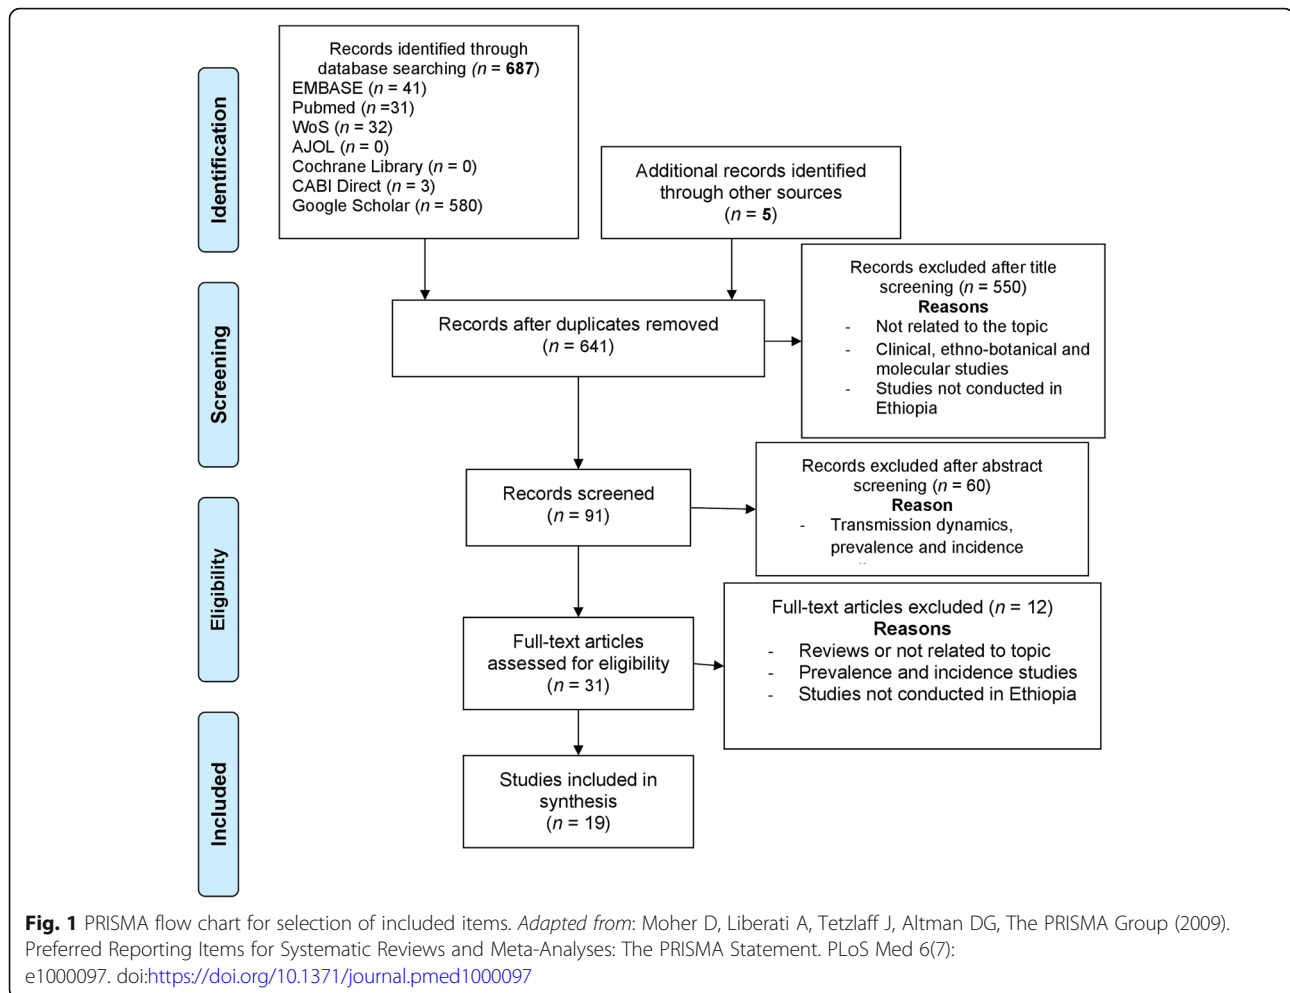 Identification
Records identified through
database searching (n = 687)
EMBASE (n = 41)
Pubmed (n =31)
WoS (n = 32)
AJOL (n = 0)
Cochrane Library (n = 0)
CABI Direct (n = 3)
Google Scholar (n = 580)
Additional records identified
through other sources
(n = 5)
Screening
Records after duplicates removed
(n = 641)
Records excluded after title
screening (n = 550)
Reasons
- Not related to the topic
- Clinical, ethno-botanical and
molecular studies
- Studies not conducted in
Ethiopia
Records screened
(n = 91)
Records excluded after abstract
screening (n = 60)
Reason
- Transmission dynamics,
prevalence and incidence
Eligibility
Full-text articles
assessed for eligibility
(n = 31)
Full-text articles excluded (n = 12)
Reasons
- Reviews or not related to topic
- Prevalence and incidence studies
- Studies not conducted in Ethiopia
Included
Studies included in
synthesis
(n = 19)
Fig. 1 PRISMA flow chart for selection of included items. Adapted from: Moher D, Liberati A, Tetzlaff J, Altman DG, The PRISMA Group (2009).
Preferred Reporting Items for Systematic Reviews and Meta-Analyses: The PRISMA Statement. PLoS Med 6(7):
e1000097. doi:https://doi.org/10.1371/journal.pmed1000097